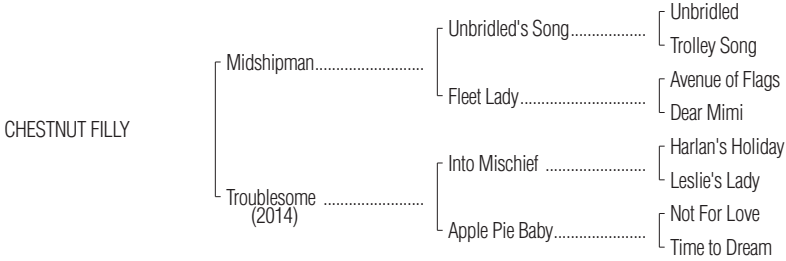 Unbridled
Unbridled's Song..................
Trolley Song
Midshipman..........................
Avenue of Flags
Fleet Lady..............................
Dear Mimi
CHESTNUT FILLY
Harlan's Holiday
Into Mischief ........................
Leslie's Lady
Troublesome ........................
(2014)
Not For Love
Apple Pie Baby......................
Time to Dream